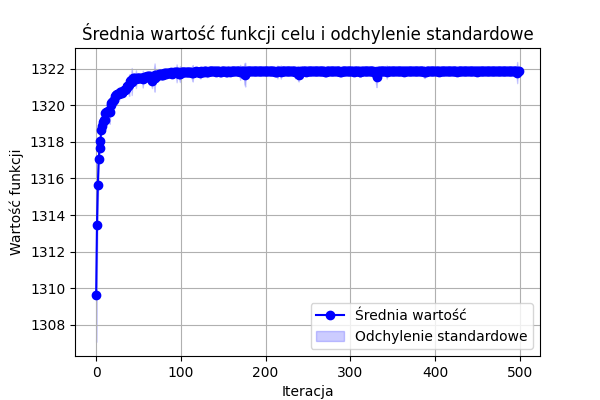 Średnia wartość funkcji celu i odchylenie standardowe
Wartość funkcji
1322
1320
1318
1316
1314
1312
1310
1308
Średnia wartość
Odchylenie standardowe
0 100 200 300 400 500
Iteracja